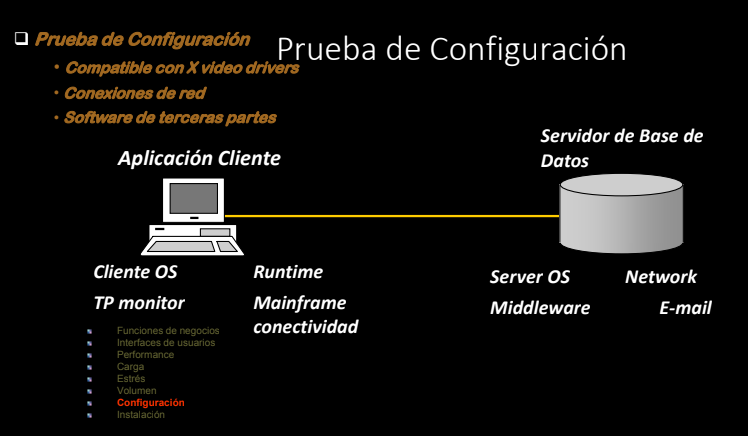 Prueba de Configuración
Prueba de Configuración
Compatible con X video drivers
Conexiones de red
Software de terceras partes
Servidor de Base de
Datos
Aplicación Cliente
Cliente OS
Runtime
Server OS
Network
TP monitor
Mainframe
conectividad
Middleware
E-mail
Funciones de negocios
Interfaces de usuarios
Performance
Carga
Estrés
Volumen
Configuración
Instalación